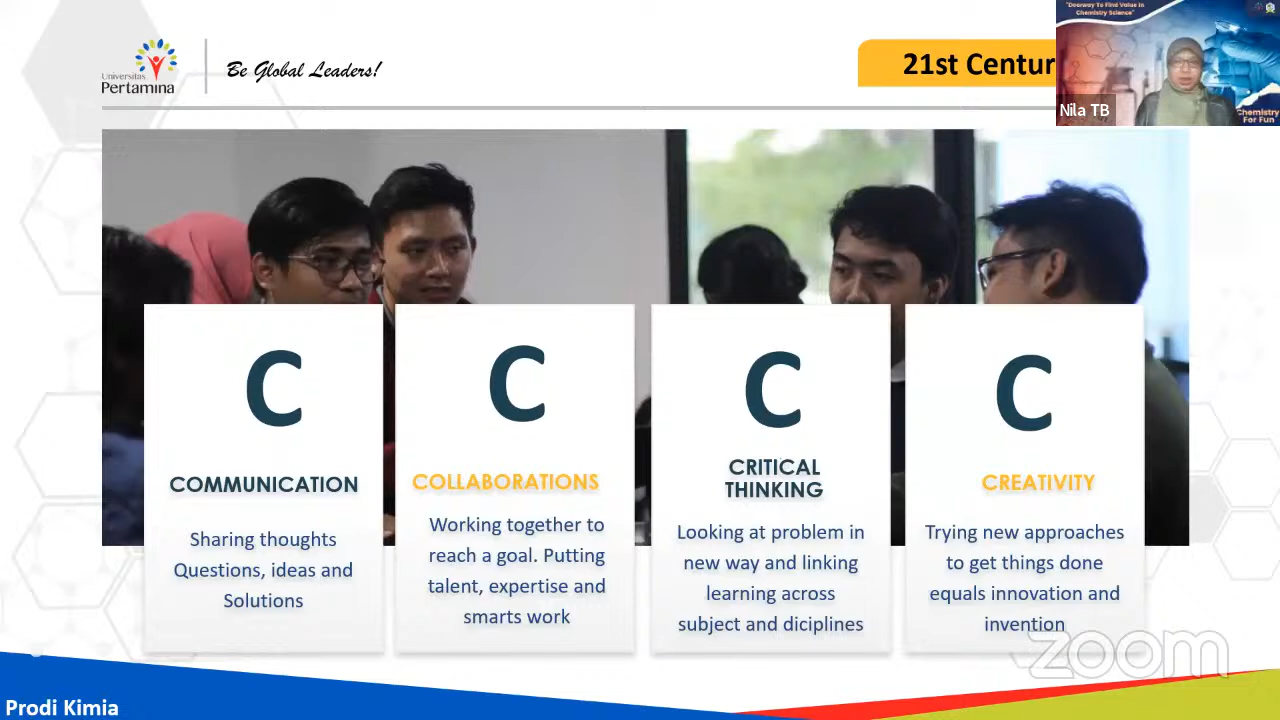 Universitas
Pertamina
Be Global Leaders!
21st Centur
"Doorway To Find Value In
Chemistry Science"
Nila TB
Chemistry
For Fun
C
COMMUNICATION
Sharing thoughts
Questions, ideas and
Solutions
C
COLLABORATIONS
Working together to
reach a goal. Putting
talent, expertise and
smarts work
C
CRITICAL
THINKING
Looking at problem in
new way and linking
learning across
subject and diciplines
C
CREATIVITY
Trying new approaches
to get things done
equals innovation and
invention
zoom
Prodi Kimia